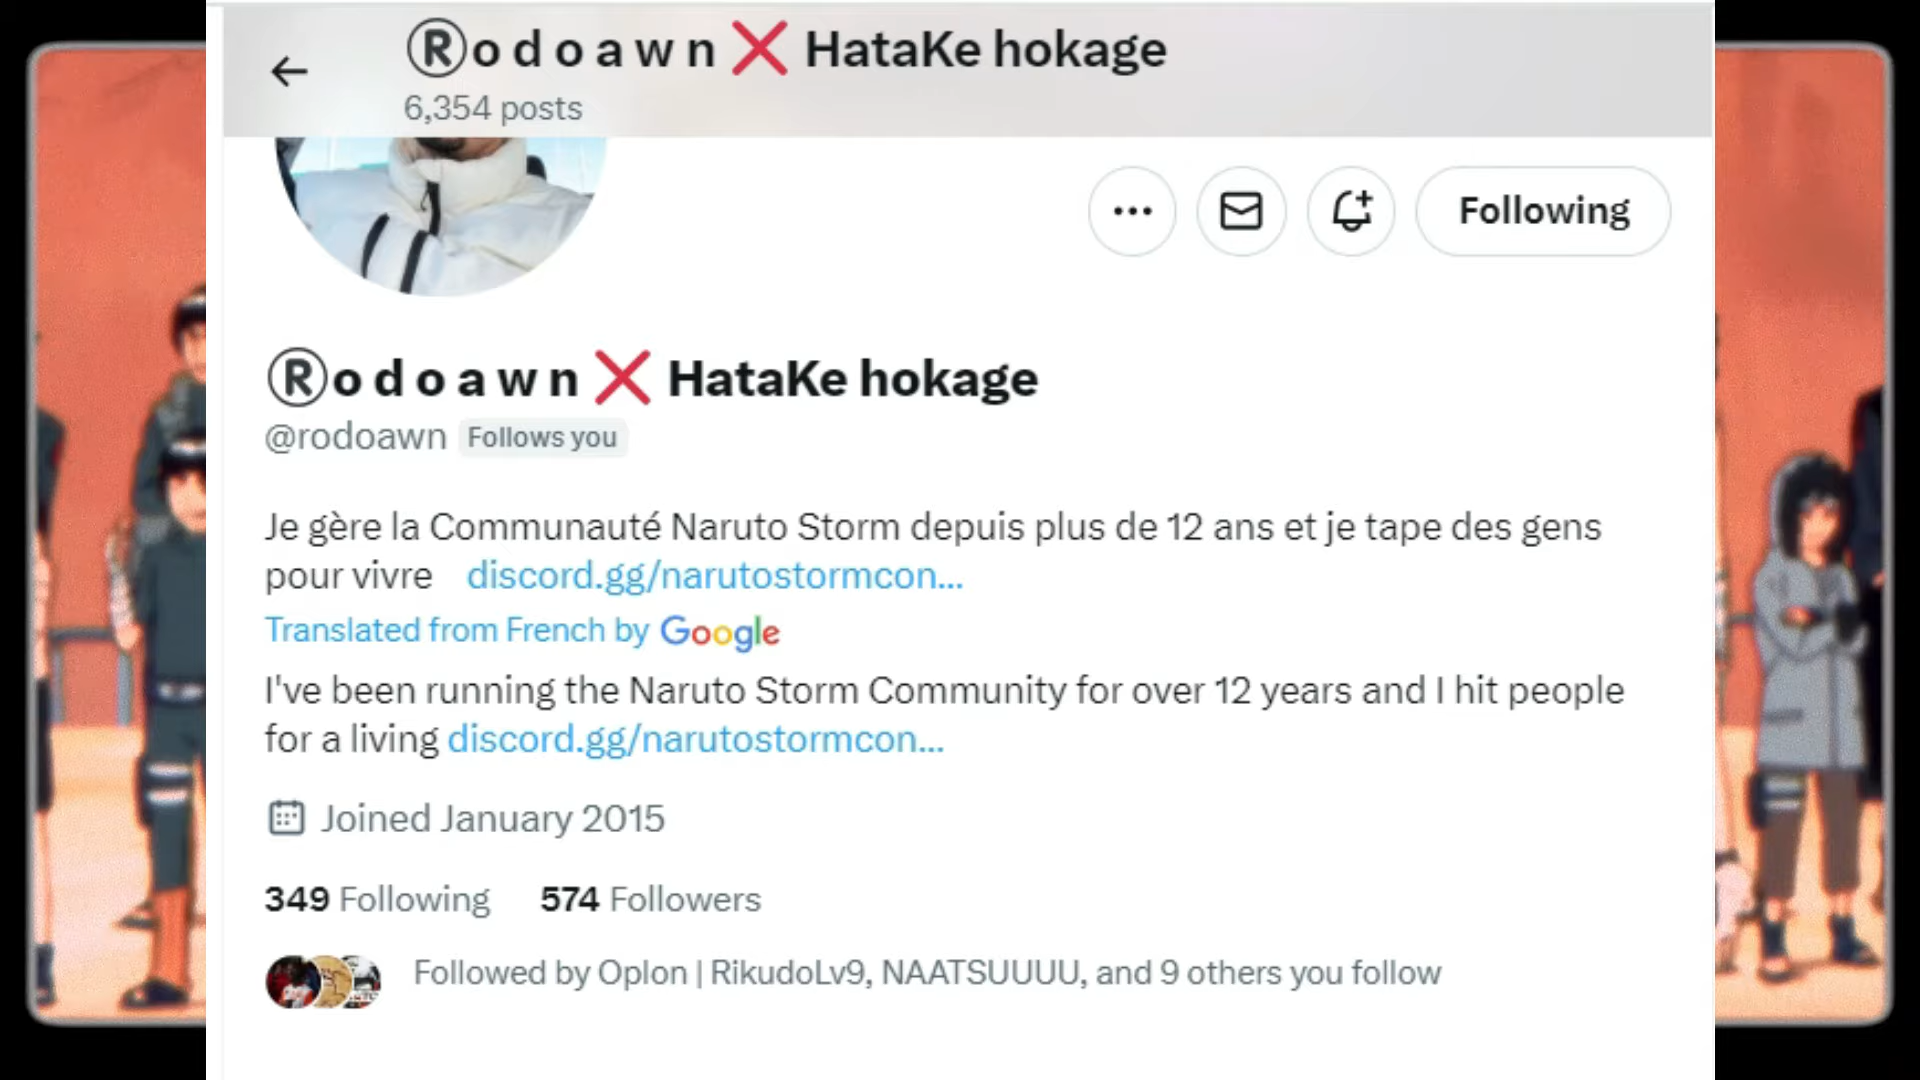 Ⓡo d o a w n ❌ HataKe hokage
6,354 posts
Following
Ⓡo d o a w n ❌ HataKe hokage
@rodoawn Follows you
Je gère la Communauté Naruto Storm depuis plus de 12 ans et je tape des gens
pour vivre discord.gg/narutostormcon...
Translated from French by Google
I've been running the Naruto Storm Community for over 12 years and I hit people
for a living discord.gg/narutostormcon...
Joined January 2015
349 Following 574 Followers
Followed by Oplon | RikudoLv9, NAATSUUUU, and 9 others you follow